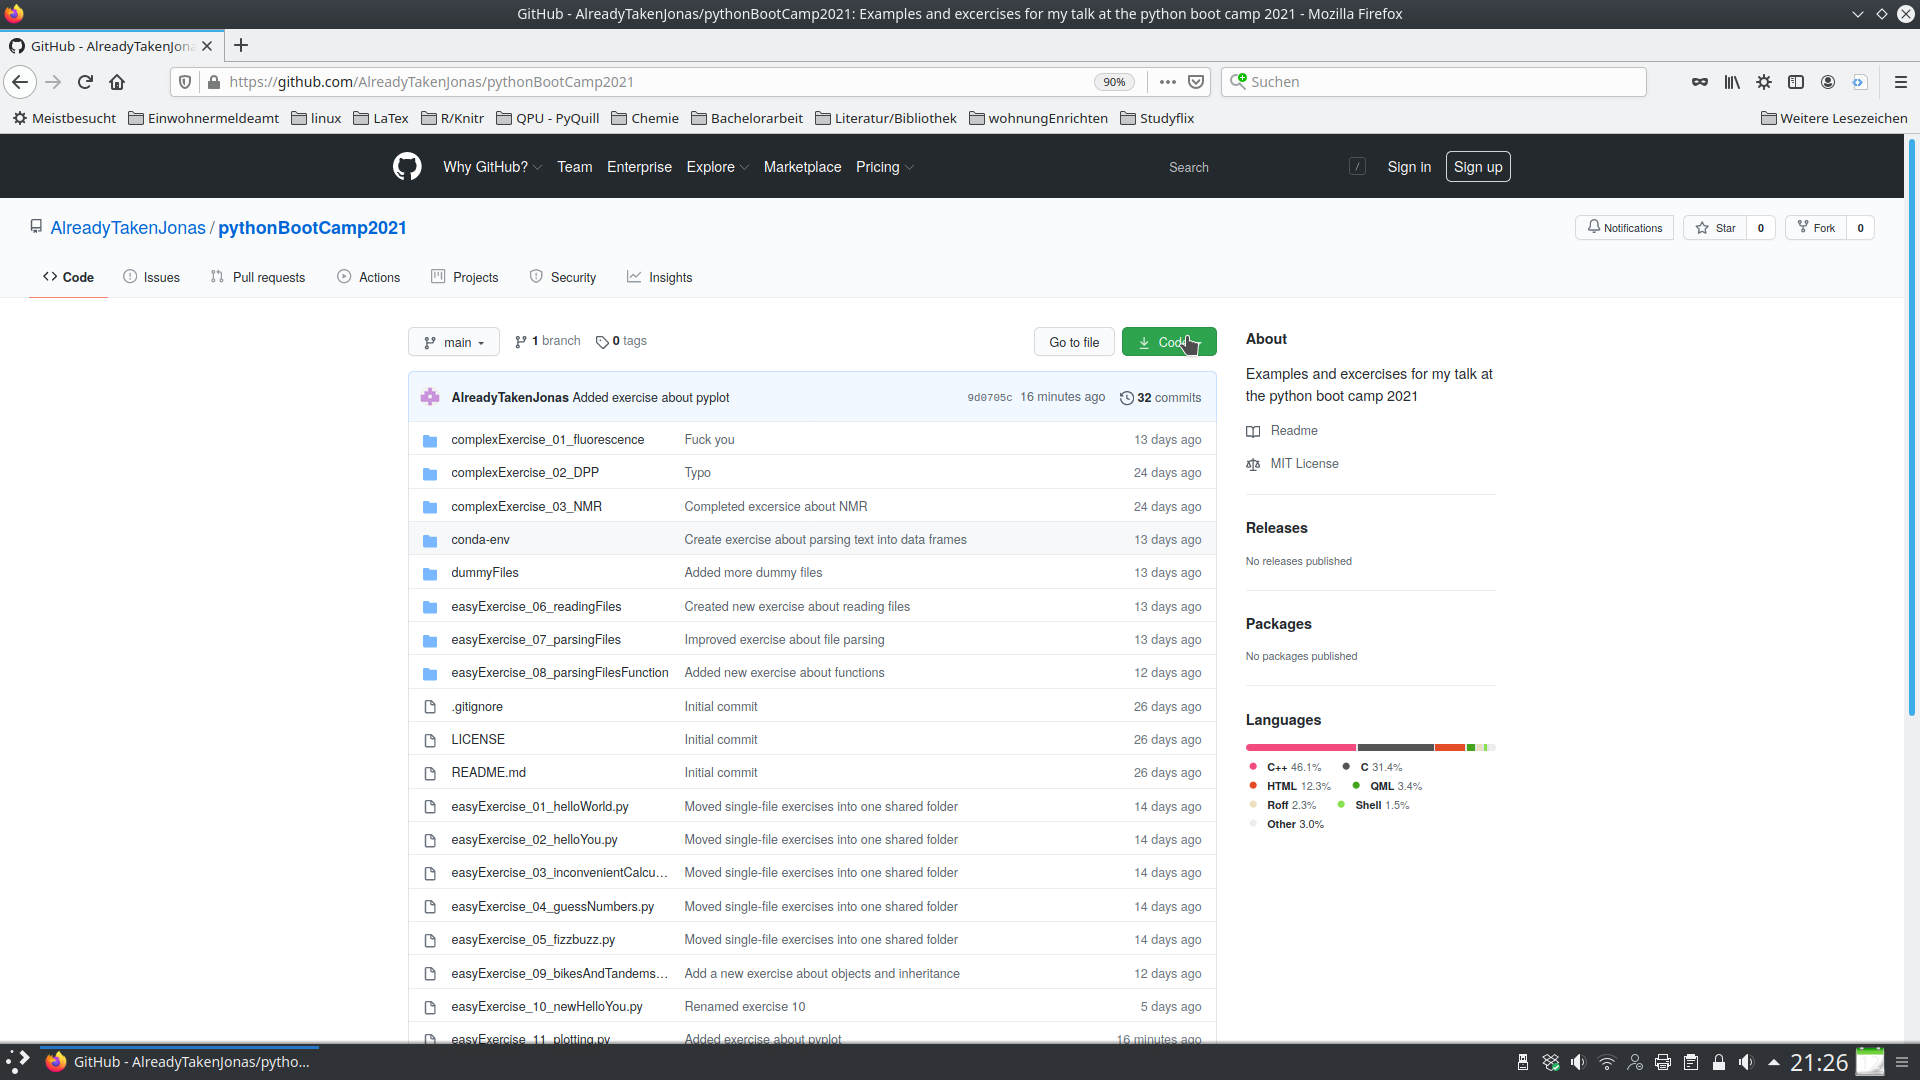 GitHub - AlreadyTakenJonas/pythonBootCamp2021: Examples and excercises for my talk at the python boot camp 2021 - Mozilla Firefox
GitHub - AlreadyTakenJona
https://github.com/AlreadyTakenJonas/pythonBootCamp2021
90%
Suchen
Meistbesucht Einwohnermeldeamt linux LaTex R/Knitr QPU - PyQuill Chemie Bachelorarbeit Literatur/Bibliothek wohnungEnrichten Studyflix Weitere Lesezeichen
Why GitHub? Team Enterprise Explore Marketplace Pricing Search / Sign in Sign up
AlreadyTakenJonas / pythonBootCamp2021
Notifications Star 0 Fork 0
Code Issues Pull requests Actions Projects Security Insights
main 1 branch 0 tags Go to file Code
AlreadyTakenJonas Added exercise about pyplot 9d0705c 16 minutes ago 32 commits
complexExercise_01_fluorescence Fuck you 13 days ago
complexExercise_02_DPP Typo 24 days ago
complexExercise_03_NMR Completed excersice about NMR 24 days ago
conda-env Create exercise about parsing text into data frames 13 days ago
dummyFiles Added more dummy files 13 days ago
easyExercise_06_readingFiles Created new exercise about reading files 13 days ago
easyExercise_07_parsingFiles Improved exercise about file parsing 13 days ago
easyExercise_08_parsingFilesFunction Added new exercise about functions 12 days ago
.gitignore Initial commit 26 days ago
LICENSE Initial commit 26 days ago
README.md Initial commit 26 days ago
easyExercise_01_helloWorld.py Moved single-file exercises into one shared folder 14 days ago
easyExercise_02_helloYou.py Moved single-file exercises into one shared folder 14 days ago
easyExercise_03_inconvenientCalcu… Moved single-file exercises into one shared folder 14 days ago
easyExercise_04_guessNumbers.py Moved single-file exercises into one shared folder 14 days ago
easyExercise_05_fizzbuzz.py Moved single-file exercises into one shared folder 14 days ago
easyExercise_09_bikesAndTandems… Add a new exercise about objects and inheritance 12 days ago
easyExercise_10_newHelloYou.py Renamed exercise 10 5 days ago
easyExercise_11_plotting.py Added exercise about pyplot 16 minutes ago
About
Examples and excercises for my talk at
the python boot camp 2021
Readme
MIT License
Releases
No releases published
Packages
No packages published
Languages
C++ 46.1% C 31.4%
HTML 12.3% QML 3.4%
Roff 2.3% Shell 1.5%
Other 3.0%
GitHub - AlreadyTakenJonas/pytho...
21:26